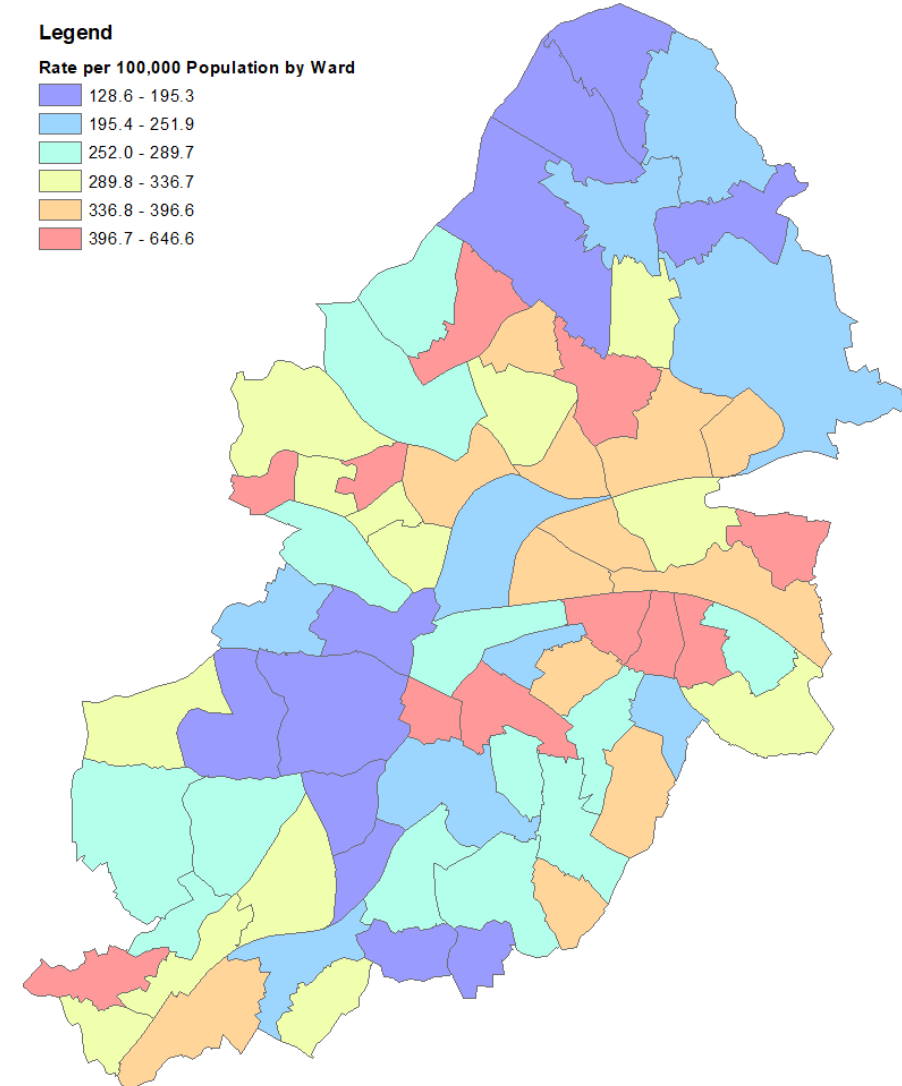 Legend
Rate per 100,000 Population by Ward
128.6 - 195.3
195.4 - 251.9
252.0 - 289.7
289.8 - 336.7
336.8 - 396.6
396.7 - 646.6